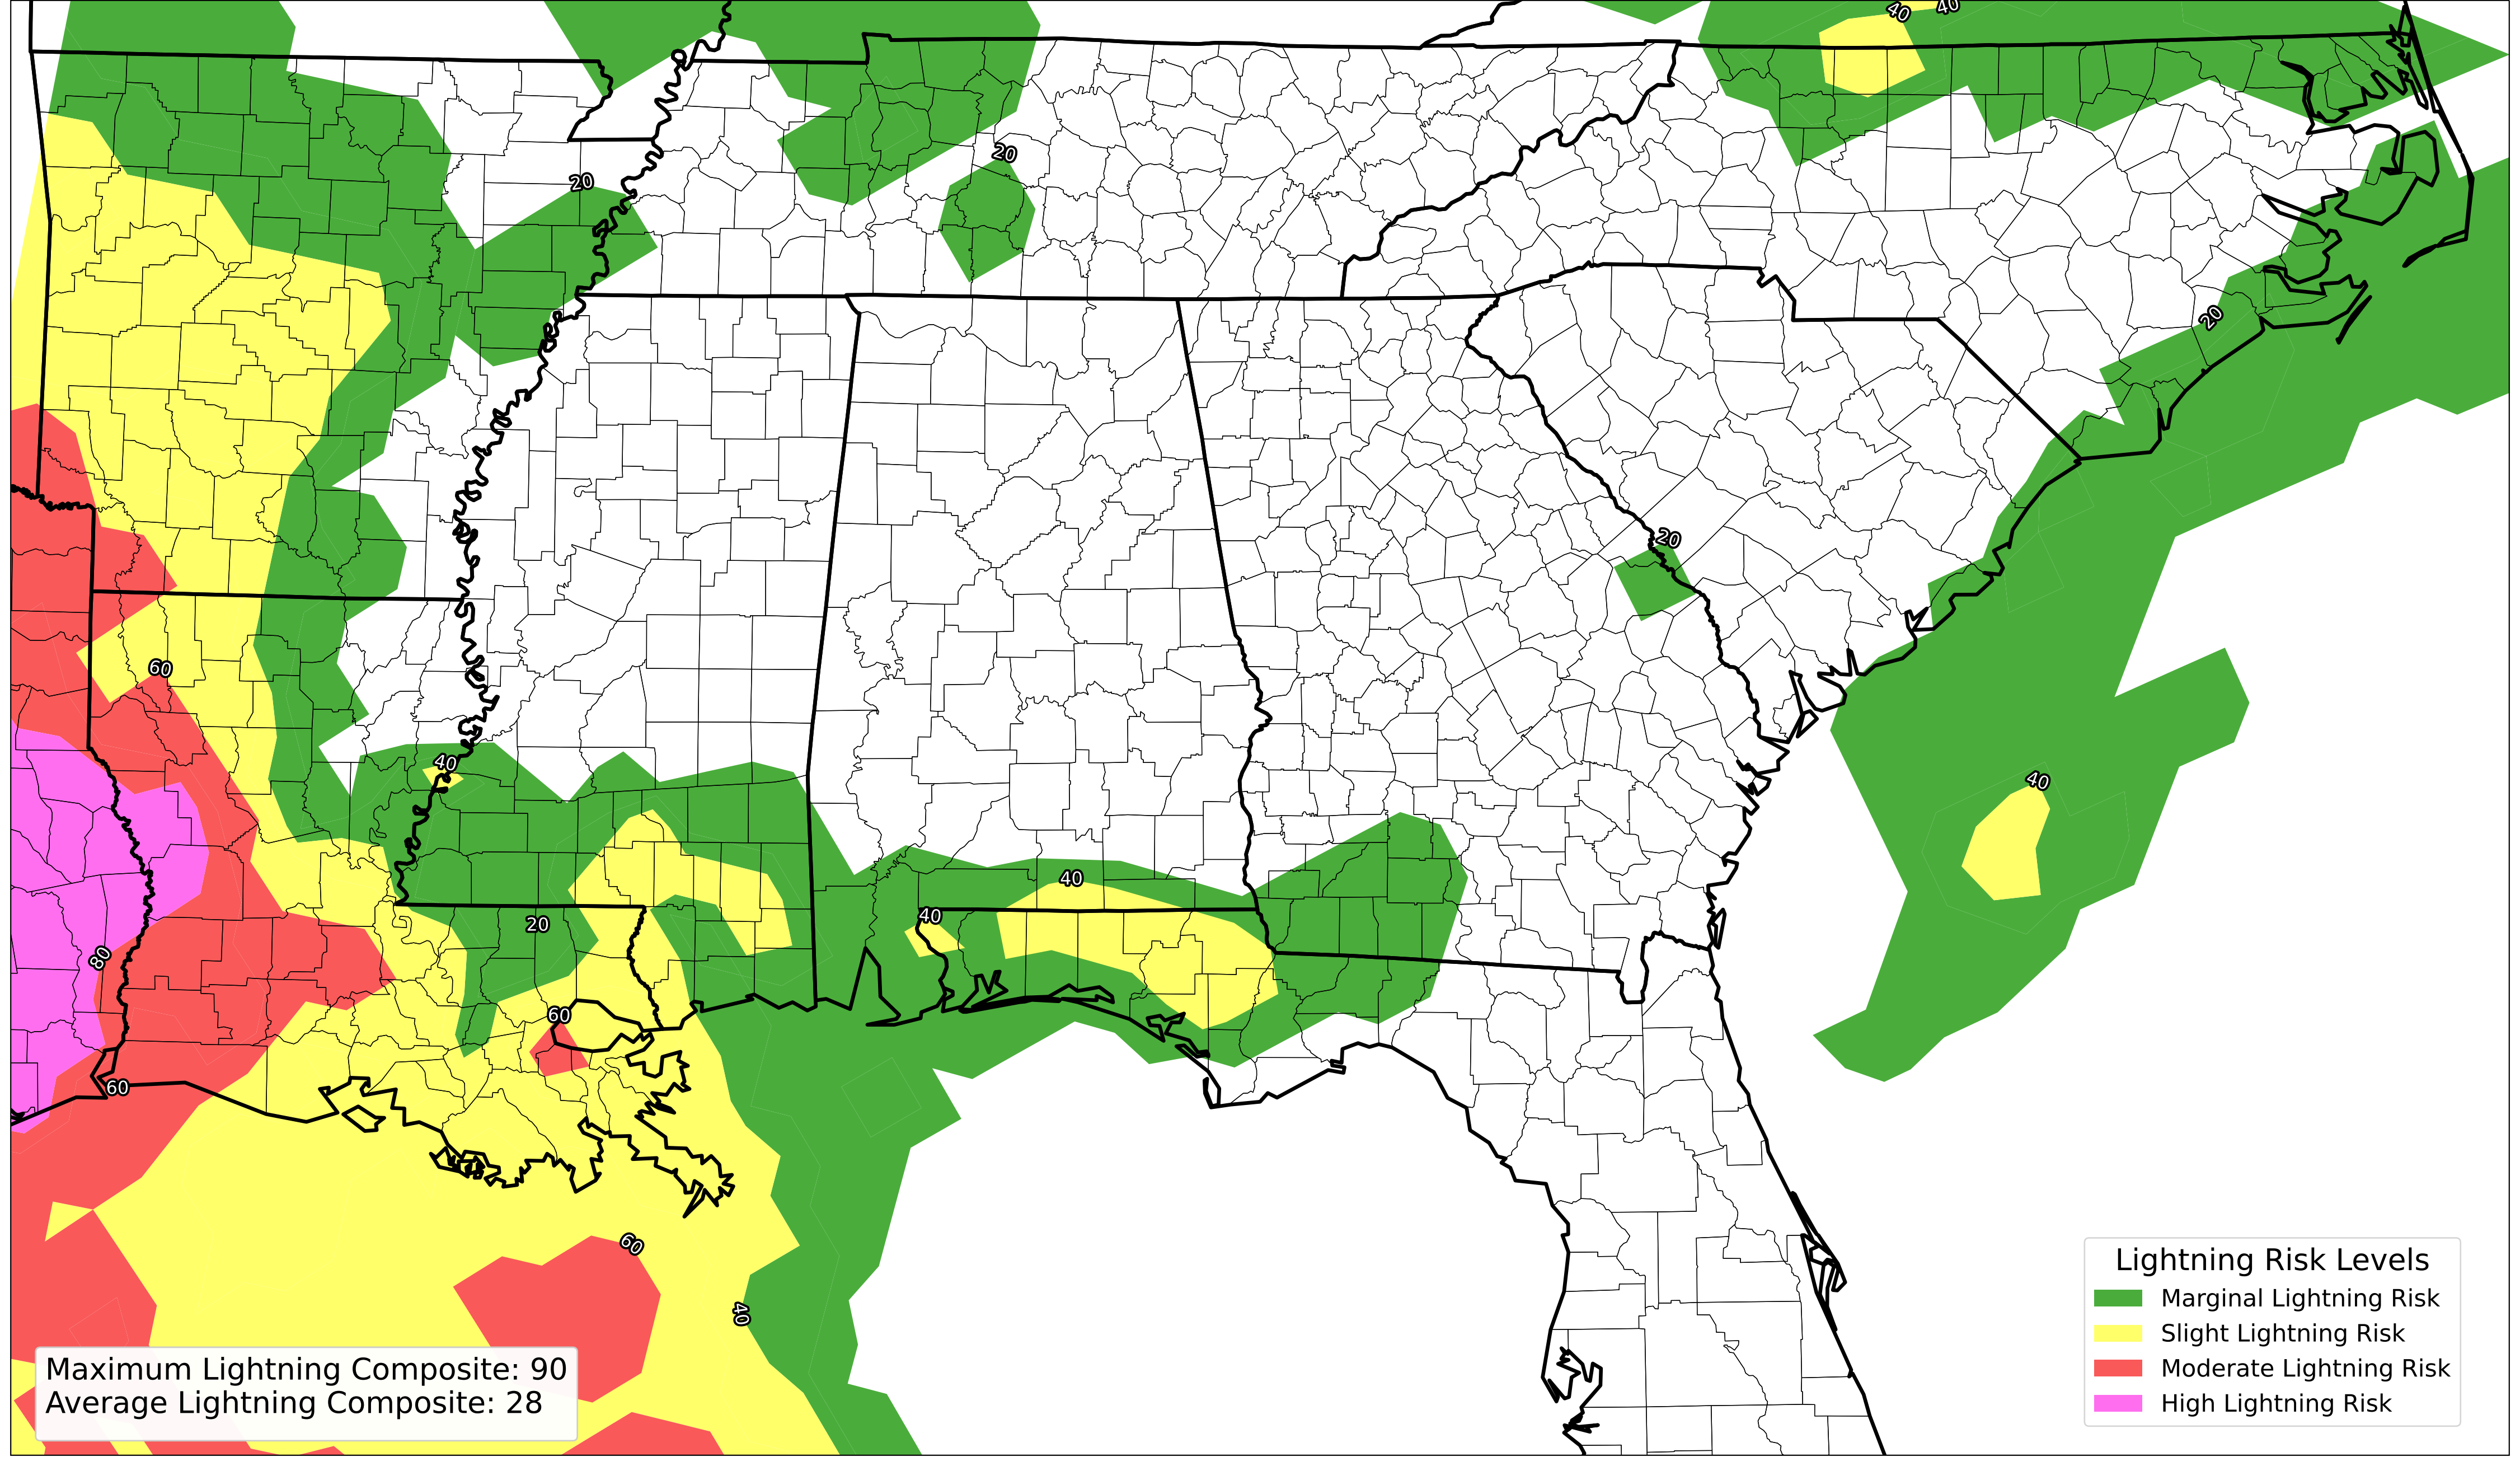 40
40
20
20
20
20
60
40
40
40
40
20
60
80
60
60
40
Lightning Risk Levels
Marginal Lightning Risk
Slight Lightning Risk
Moderate Lightning Risk
High Lightning Risk
Maximum Lightning Composite: 90
Average Lightning Composite: 28